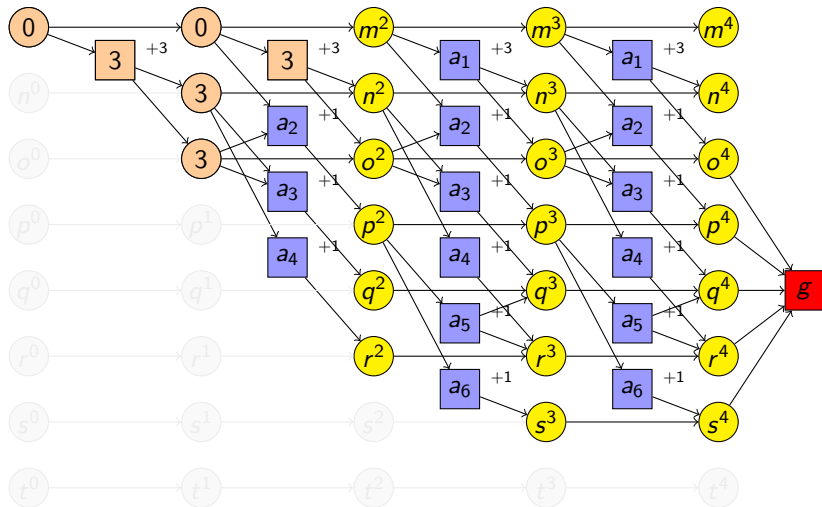 0 0 m² m³ m⁴
3 +3 3 +3 a₁ +3 a₁ +3
n⁰ 3 n² n³ n⁴
a₂ +1 a₂ +1 a₂ +1
o⁰ 3 o² o³ o⁴
a₃ +1 a₃ +1 a₃ +1
p⁰ p¹ p² p³ p⁴
a₄ +1 a₄ +1 a₄ +1
q⁰ q¹ q² q³ q⁴ g
a₅ +1 a₅ +1
r⁰ r¹ r² r³ r⁴
a₆ +1 a₆ +1
s⁰ s¹ s² s³ s⁴
t⁰ t¹ t² t³ t⁴